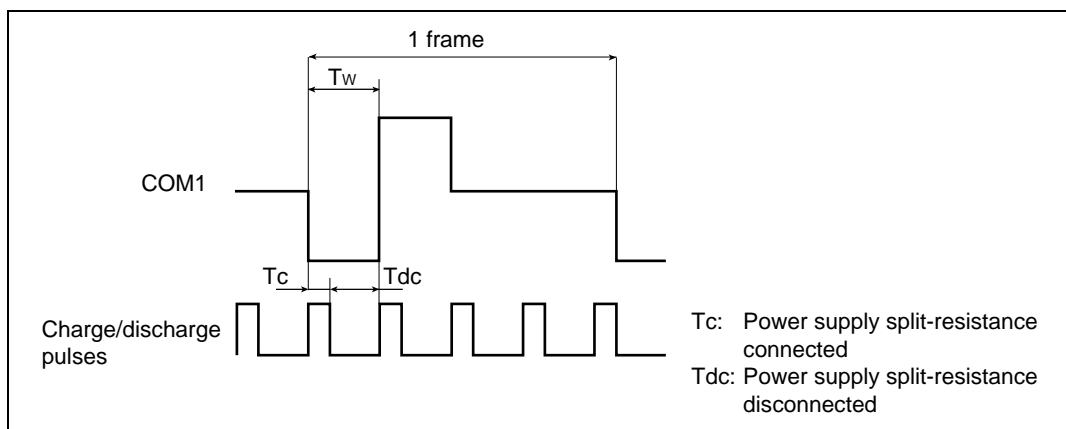 1 frame
Tw
COM1
Tc
Tdc
Charge/discharge
pulses
Tc: Power supply split-resistance
connected
Tdc: Power supply split-resistance
disconnected